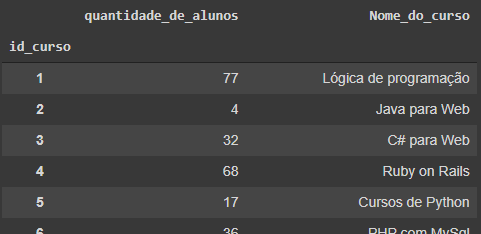 quantidade_de_alunos Nome_do_curso
id_curso
1 77 Lógica de programação
2 4 Java para Web
3 32 C# para Web
4 68 Ruby on Rails
5 17 Cursos de Python
6 36 PHP com MySql